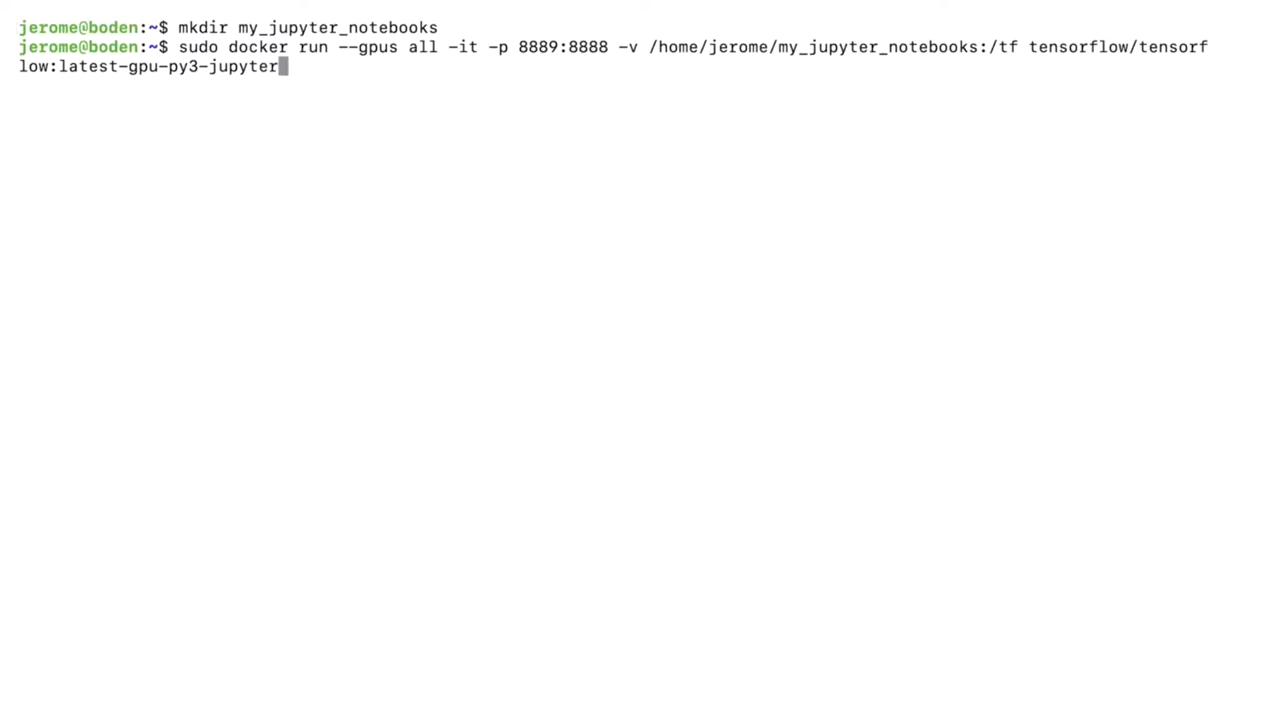 jerome@boden:~$ mkdir my_jupyter_notebooks
jerome@boden:~$ sudo docker run --gpus all -it -p 8889:8888 -v /home/jerome/my_jupyter_notebooks:/tf tensorflow/tensorf
low:latest-gpu-py3-jupyter